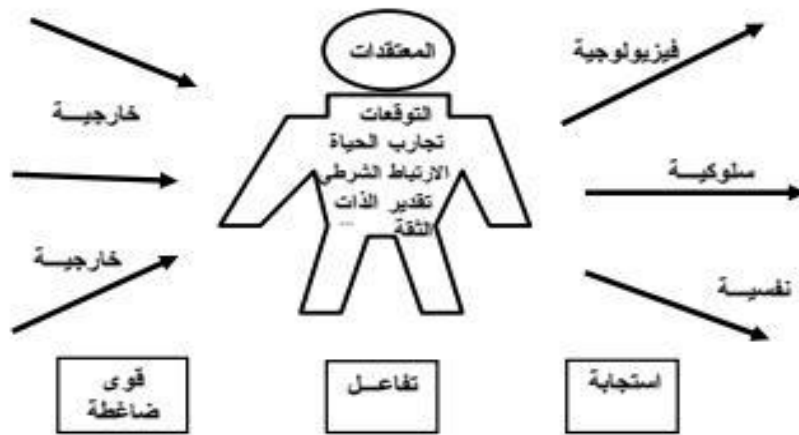 المعتقدات
التوقعات
تجارب الحياة
الارتباط الشرطي
تقدير الذات
الثقة ...
خارجيـــة
خارجيـــة
فيزيولوجية
سلوكيـــة
نفسيـــة
قوى
ضاغطة
تفاعــل
استجابة